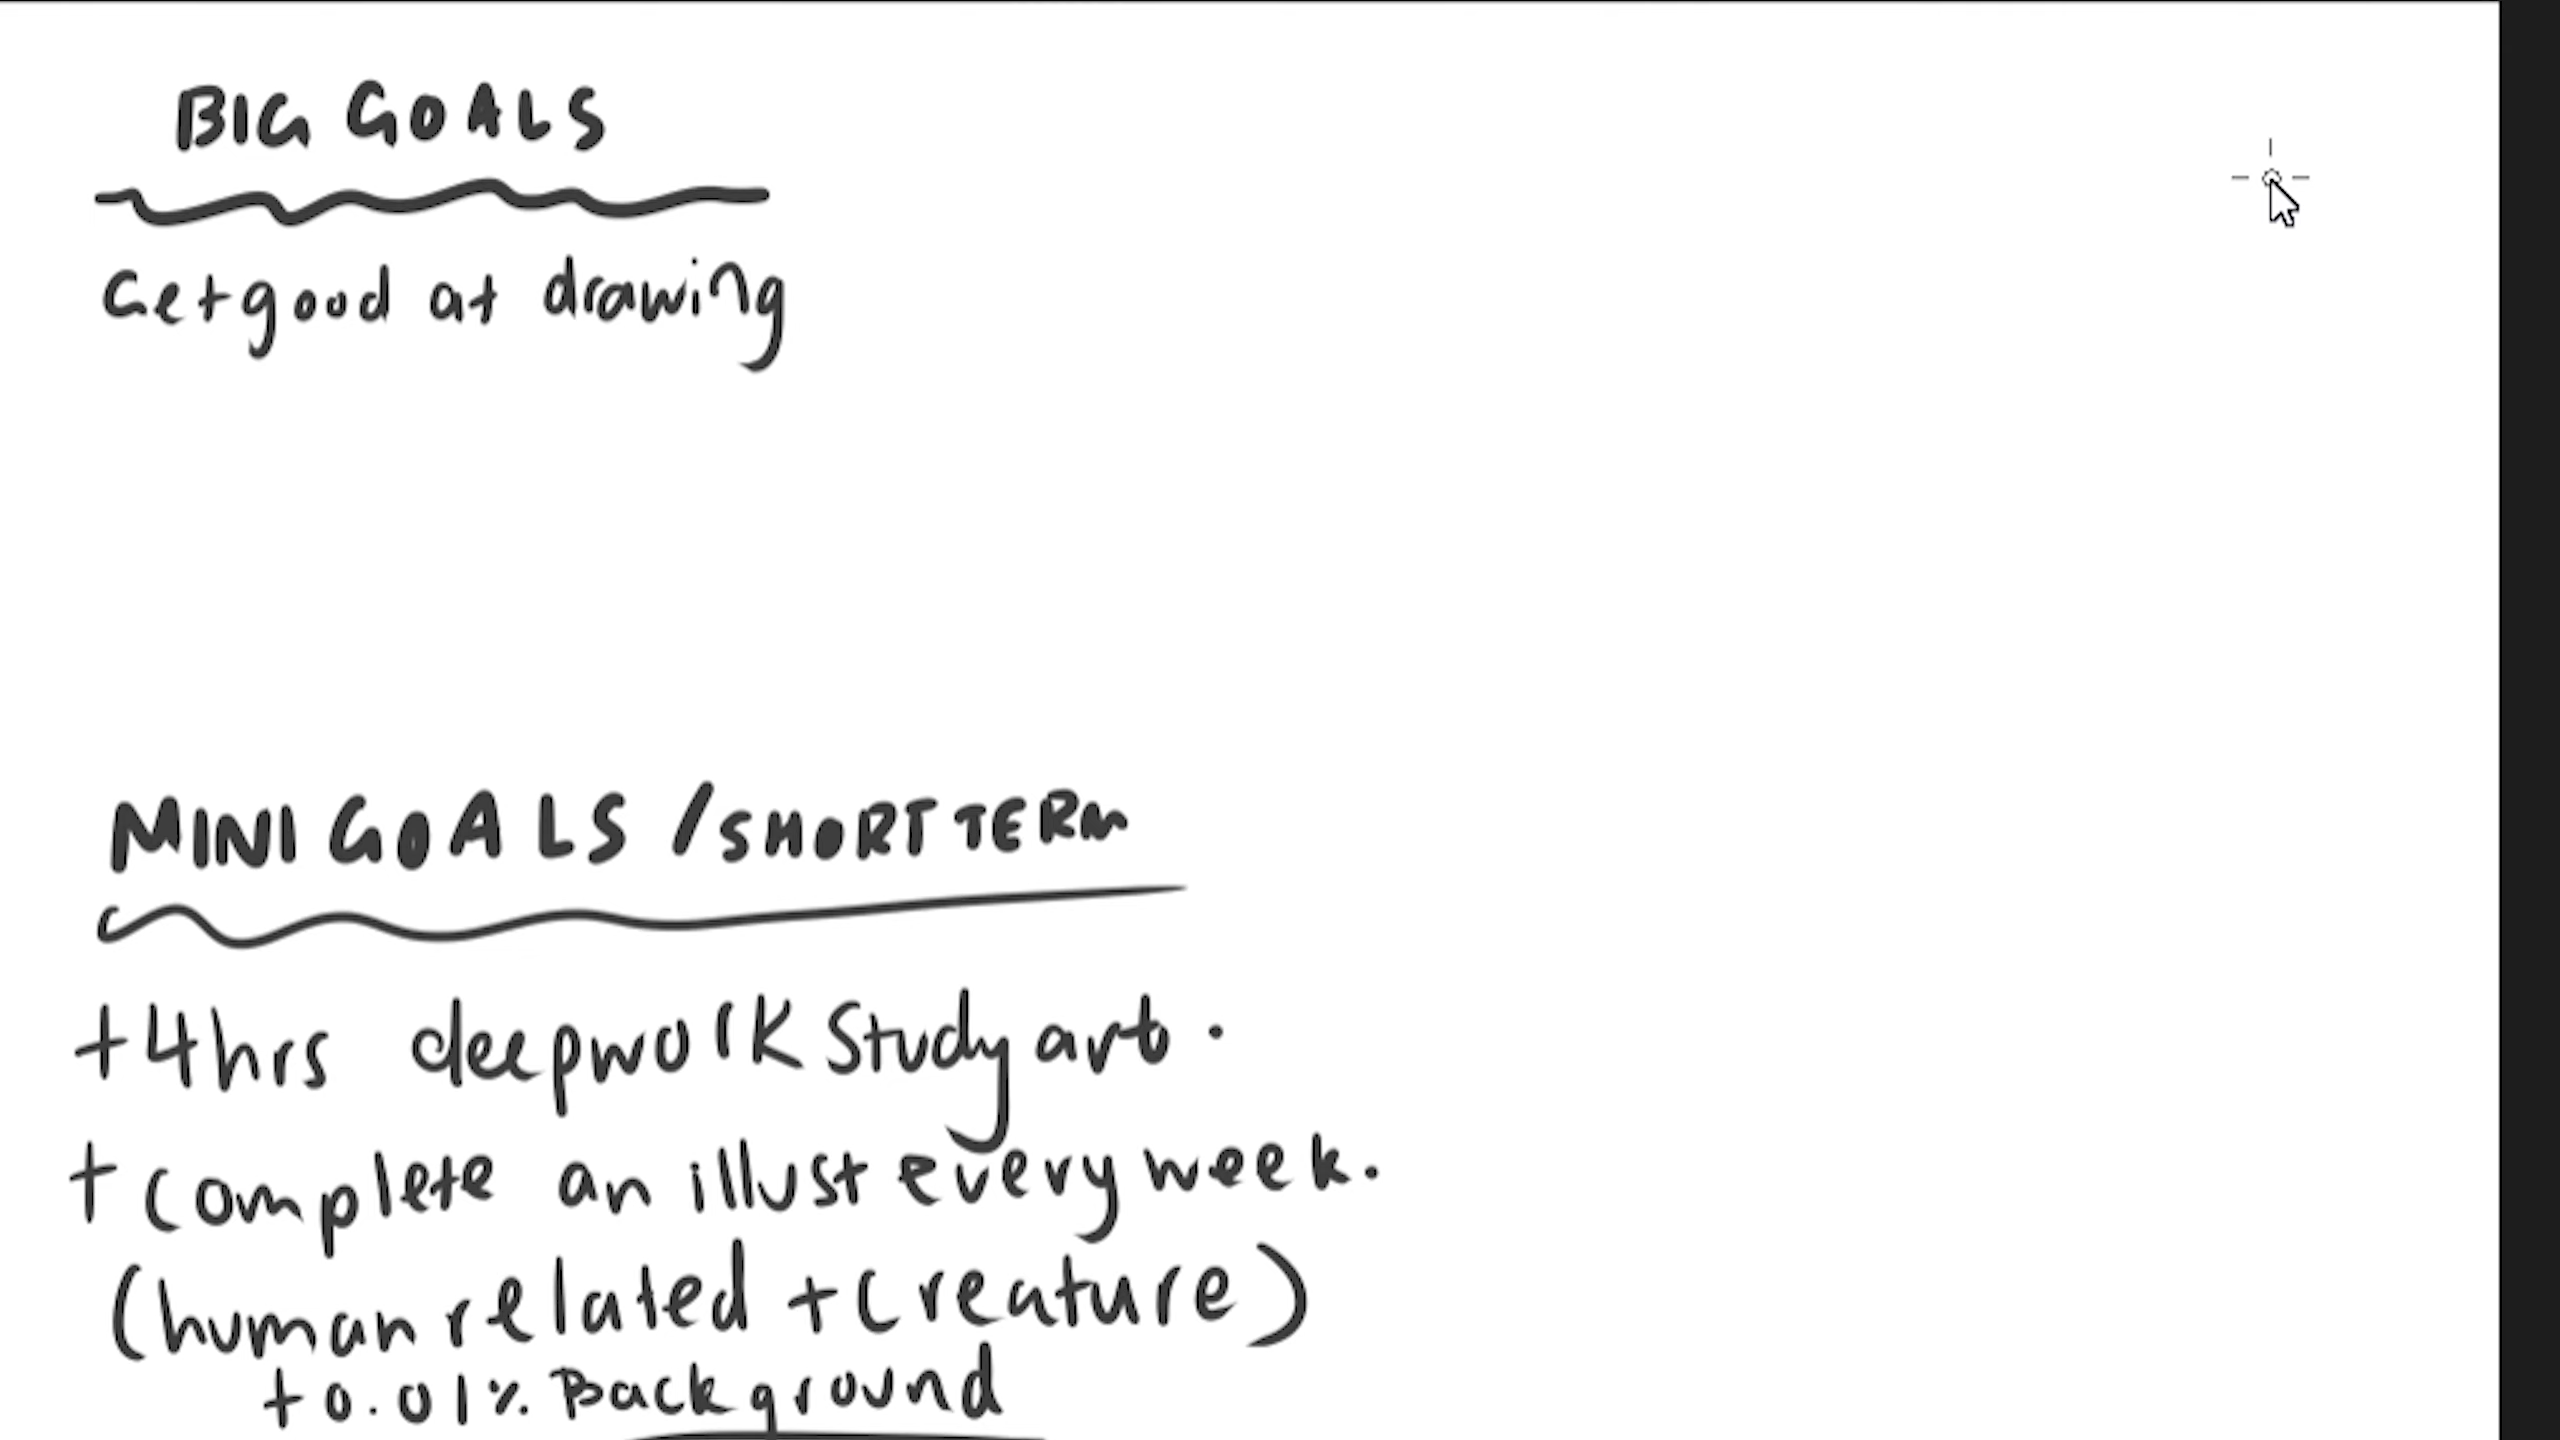 BIG GOALS
Get good at drawing
MINI GOALS / SHORT TERM
+ 4hrs deepwork Study art.
+ complete an illust every week.
(human related + creature)
+ 0.01% Background